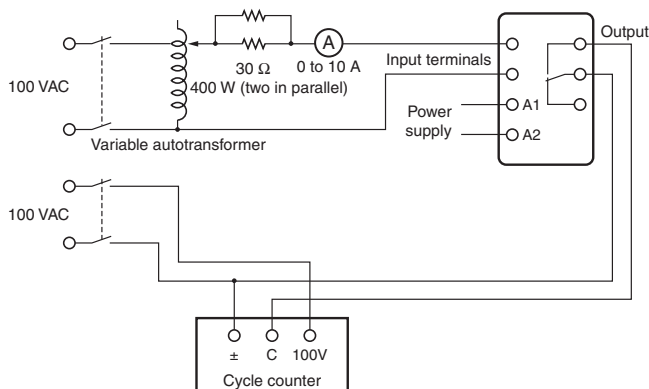 100 VAC
Variable autotransformer
30 Ω
400 W (two in parallel)
A
0 to 10 A
Input terminals
Power
supply
A1
A2
Output
100 VAC
± C 100V
Cycle counter